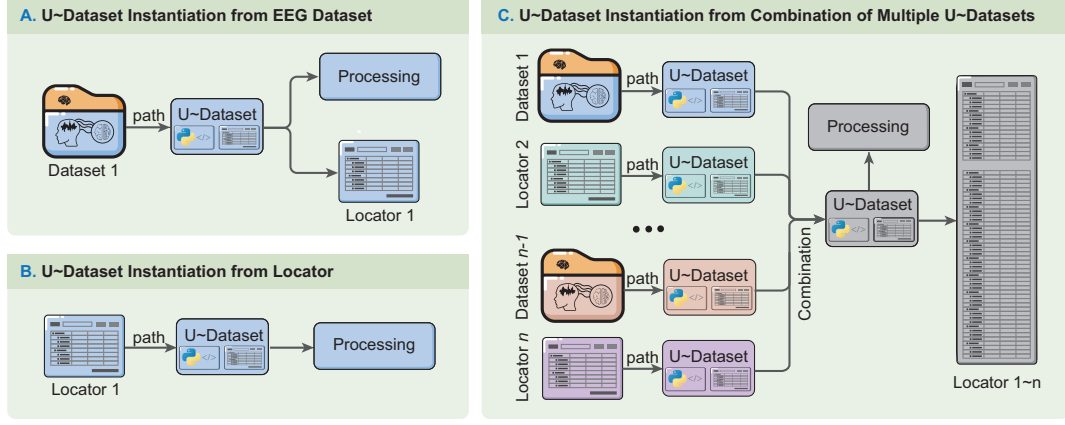 A. U~Dataset Instantiation from EEG Dataset
Processing
path
U~Dataset
</>
Dataset 1
Locator 1
B. U~Dataset Instantiation from Locator
path
U~Dataset
</>
Processing
Locator 1
C. U~Dataset Instantiation from Combination of Multiple U~Datasets
Dataset 1
path
U~Dataset
</>
Locator 2
path
U~Dataset
</>
Processing
U~Dataset
</>
Dataset n-1
path
U~Dataset
</>
Combination
Locator n
path
U~Dataset
</>
Locator 1~n